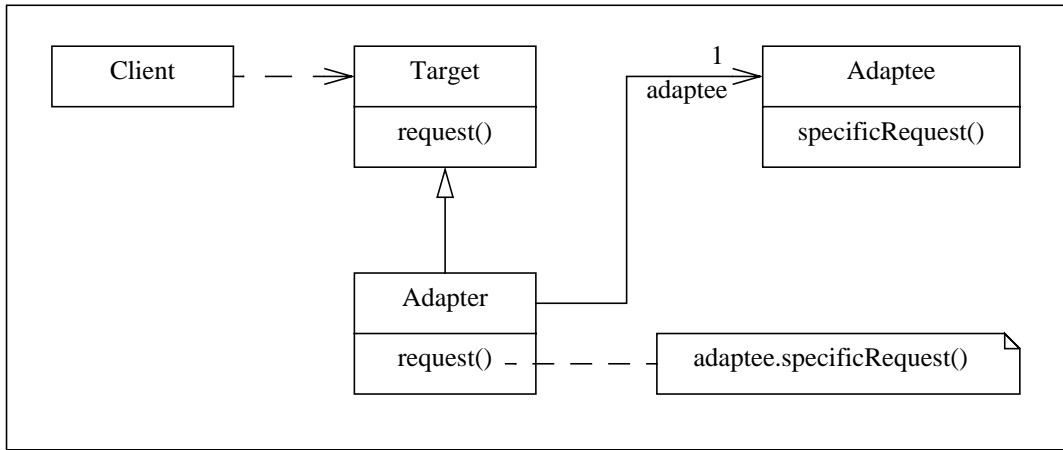 Client
Target
request()
1
adaptee
Adaptee
specificRequest()
Adapter
request()
adaptee.specificRequest()